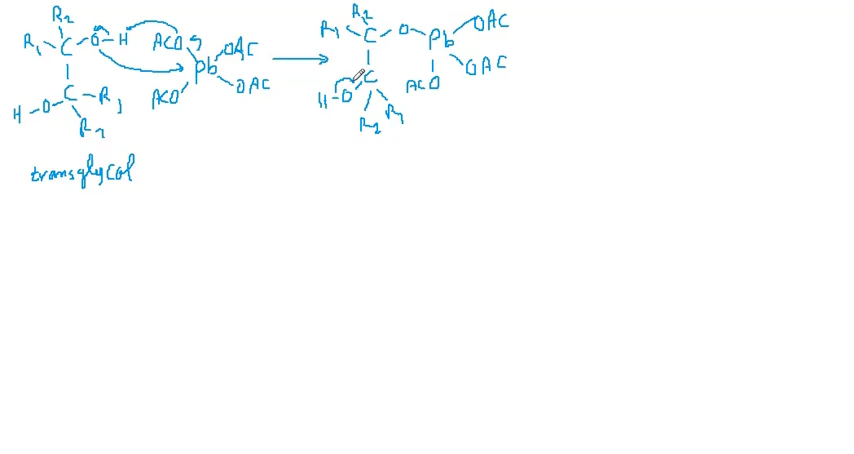 R2 R2
R1 C O H ACO OAC R1 C O Pb OAC
Pb OAC
H O C R1 ACO H O C ACO OAC
R2 R2 R1
transglycol